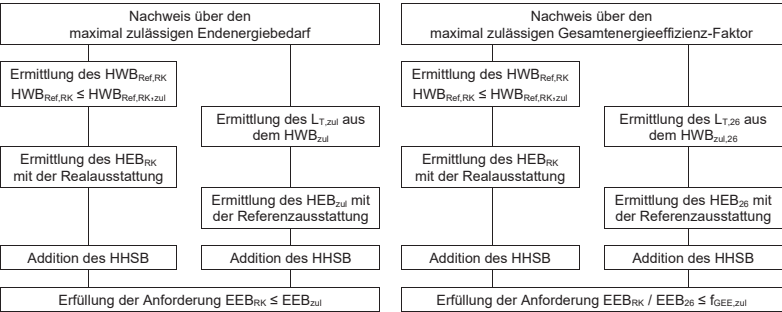 Nachweis über den
maximal zulässigen Endenergiebedarf
Ermittlung des HWB_Ref,RK
HWB_Ref,RK ≤ HWB_Ref,RK,zul
Ermittlung des L_T,zul aus
dem HWB_zul
Ermittlung des HEB_RK
mit der Realausstattung
Ermittlung des HEB_zul mit
der Referenzausstattung
Addition des HHSB
Addition des HHSB
Erfüllung der Anforderung EEB_RK ≤ EEB_zul
Nachweis über den
maximal zulässigen Gesamtenergieeffizienz-Faktor
Ermittlung des HWB_Ref,RK
HWB_Ref,RK ≤ HWB_Ref,RK,zul
Ermittlung des L_T,26 aus
dem HWB_zul,26
Ermittlung des HEB_RK
mit der Realausstattung
Ermittlung des HEB_26 mit
der Referenzausstattung
Addition des HHSB
Addition des HHSB
Erfüllung der Anforderung EEB_RK / EEB_26 ≤ f_GEE,zul